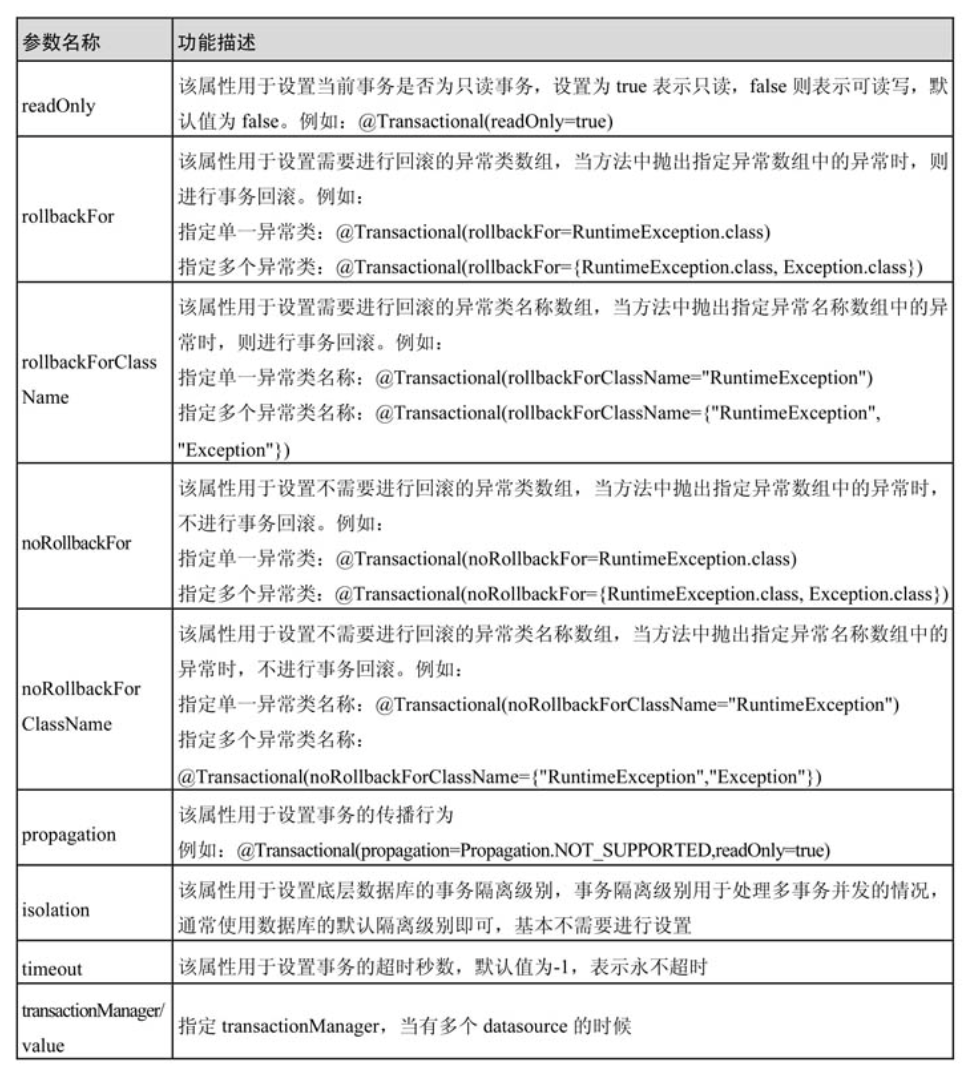 参数名称
功能描述
readOnly
该属性用于设置当前事务是否为只读事务，设置为 true 表示只读，false 则表示可读写，默
认值为 false。例如：@Transactional(readOnly=true)
rollbackFor
该属性用于设置需要进行回滚的异常类数组，当方法中抛出指定异常数组中的异常时，则
进行事务回滚。例如：
指定单一异常类：@Transactional(rollbackFor=RuntimeException.class)
指定多个异常类：@Transactional(rollbackFor={RuntimeException.class, Exception.class})
rollbackForClass
Name
该属性用于设置需要进行回滚的异常类名称数组，当方法中抛出指定异常名称数组中的异
常时，则进行事务回滚。例如：
指定单一异常类名称：@Transactional(rollbackForClassName="RuntimeException")
指定多个异常类名称：@Transactional(rollbackForClassName={"RuntimeException",
"Exception"})
noRollbackFor
该属性用于设置不需要进行回滚的异常类数组，当方法中抛出指定异常数组中的异常时，
不进行事务回滚。例如：
指定单一异常类：@Transactional(noRollbackFor=RuntimeException.class)
指定多个异常类：@Transactional(noRollbackFor={RuntimeException.class, Exception.class})
noRollbackFor
ClassName
该属性用于设置不需要进行回滚的异常类名称数组，当方法中抛出指定异常名称数组中的
异常时，不进行事务回滚。例如：
指定单一异常类名称：@Transactional(noRollbackForClassName="RuntimeException")
指定多个异常类名称：
@Transactional(noRollbackForClassName={"RuntimeException","Exception"})
propagation
该属性用于设置事务的传播行为
例如：@Transactional(propagation=Propagation.NOT_SUPPORTED,readOnly=true)
isolation
该属性用于设置底层数据库的事务隔离级别，事务隔离级别用于处理多事务并发的情况，
通常使用数据库的默认隔离级别即可，基本不需要进行设置
timeout
该属性用于设置事务的超时秒数，默认值为-1，表示永不超时
transactionManager/
value
指定 transactionManager，当有多个 datasource 的时候